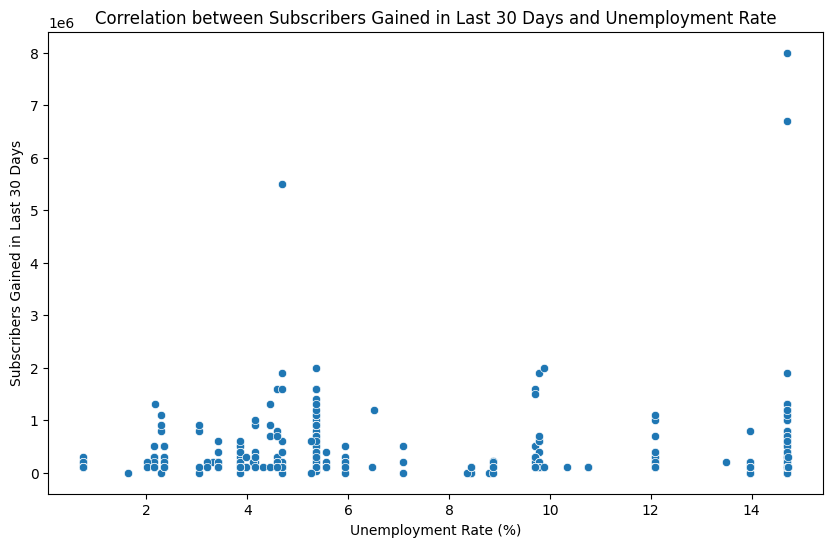 Correlation between Subscribers Gained in Last 30 Days and Unemployment Rate
1e6
8
7
6
5
4
3
2
1
0
Subscribers Gained in Last 30 Days
2 4 6 8 10 12 14
Unemployment Rate (%)